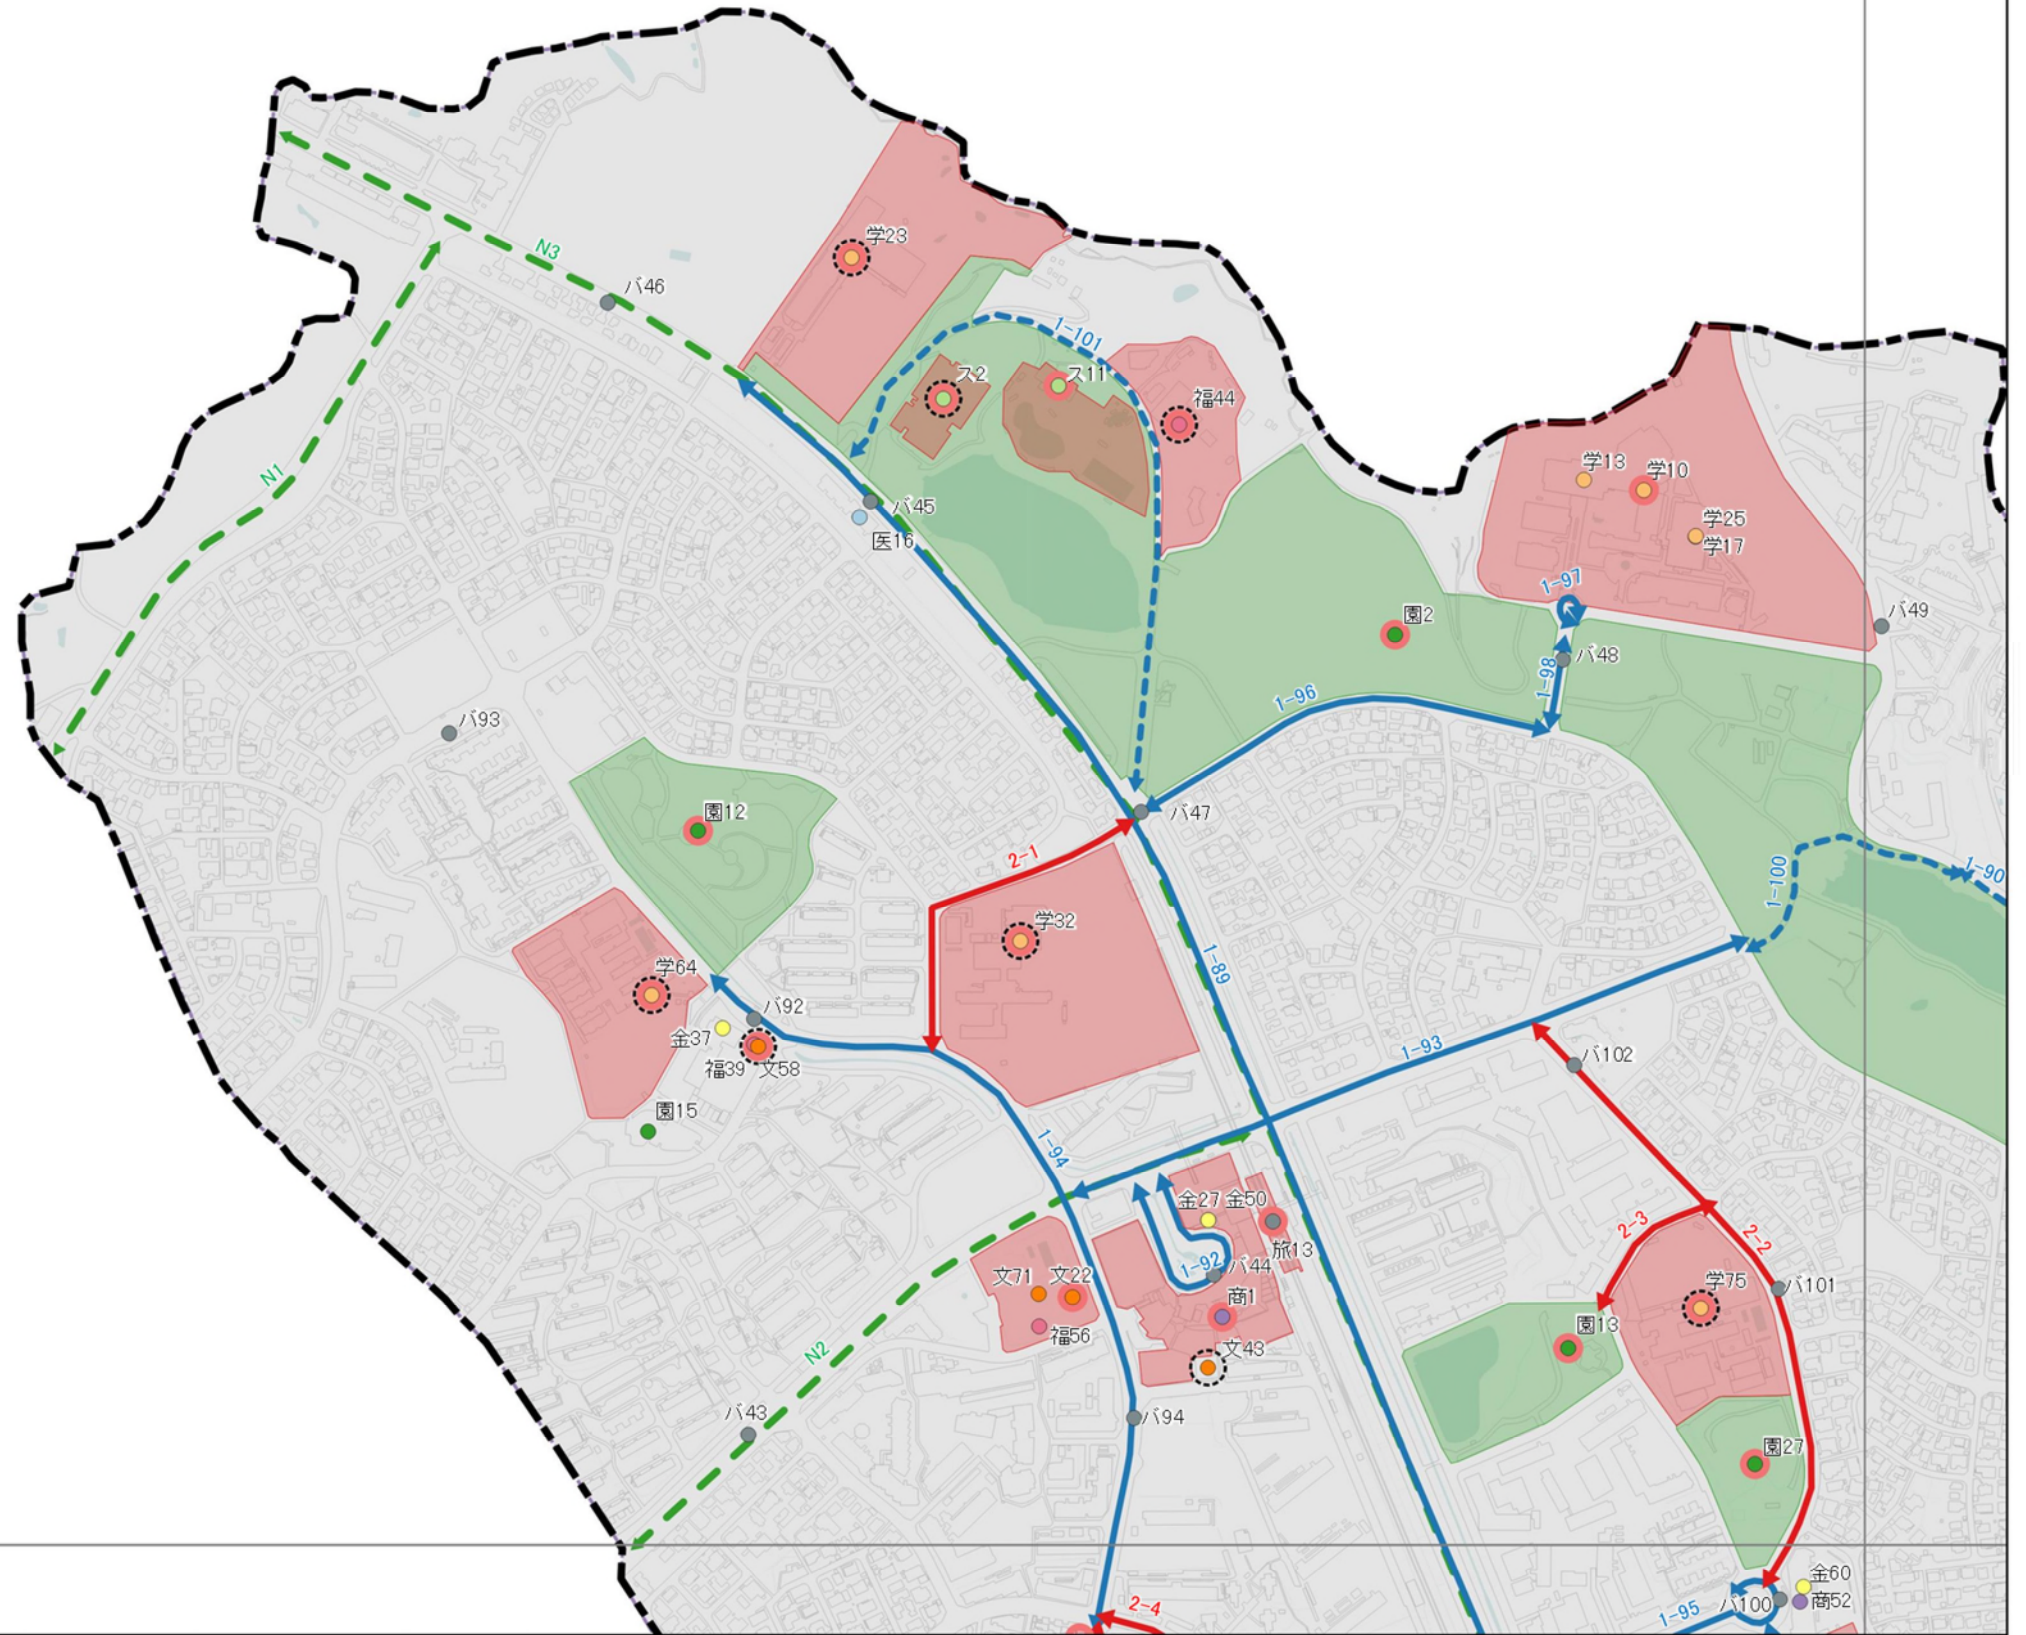 学23
N3
バ46
1-101
ス2
ス11
福44
学13
学10
N1
バ45
学25
医16
学17
1-97
園2
バ49
バ48
1-98
1-96
バ93
園12
バ47
2-1
1-100
1-90
学32
学64
1-89
バ92
金37
1-93
バ102
福39
文58
園15
1-94
金27
金50
2-3
2-2
旅13
1-92
バ44
文71
文22
学75
バ101
商1
園13
福56
文43
N2
バ43
バ94
園27
金60
2-4
1-95
バ100
商52